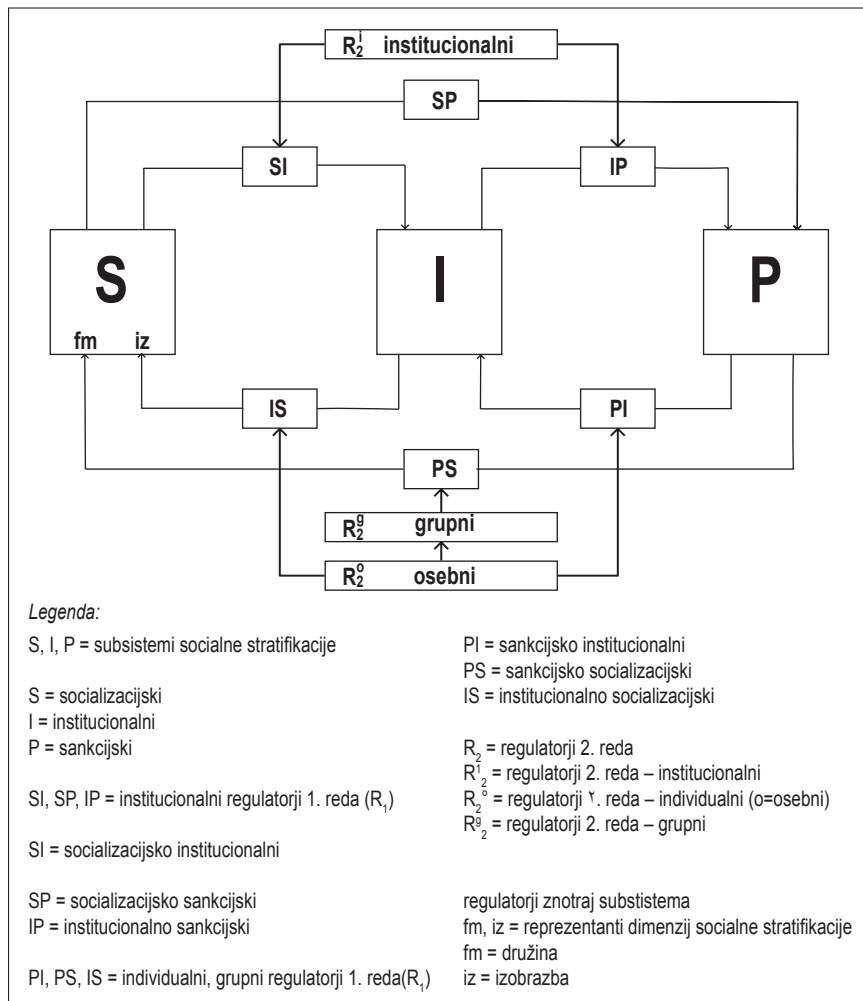 R₂ⁱ institucionalni
SP
SI
IP
S
I
P
fm iz
IS
PI
PS
R₂ᵍ grupni
R₂ᵒ osebni
Legenda:
S, I, P = subsistemi socialne stratifikacije
S = socializacijski
I = institucionalni
P = sankcijski
SI, SP, IP = institucionalni regulatorji 1. reda (R₁)
SI = socializacijsko institucionalni
SP = socializacijsko sankcijski
IP = institucionalno sankcijski
PI, PS, IS = individualni, grupni regulatorji 1. reda(R₁)
PI = sankcijsko institucionalni
PS = sankcijsko socializacijski
IS = institucionalno socializacijski
R₂ = regulatorji 2. reda
R¹₂ = regulatorji 2. reda – institucionalni
R₂ᵒ = regulatorji ٢. reda – individualni (o=osebni)
Rᵍ₂ = regulatorji 2. reda – grupni
regulatorji znotraj substistema
fm, iz = reprezentanti dimenzij socialne stratifikacije
fm = družina
iz = izobrazba